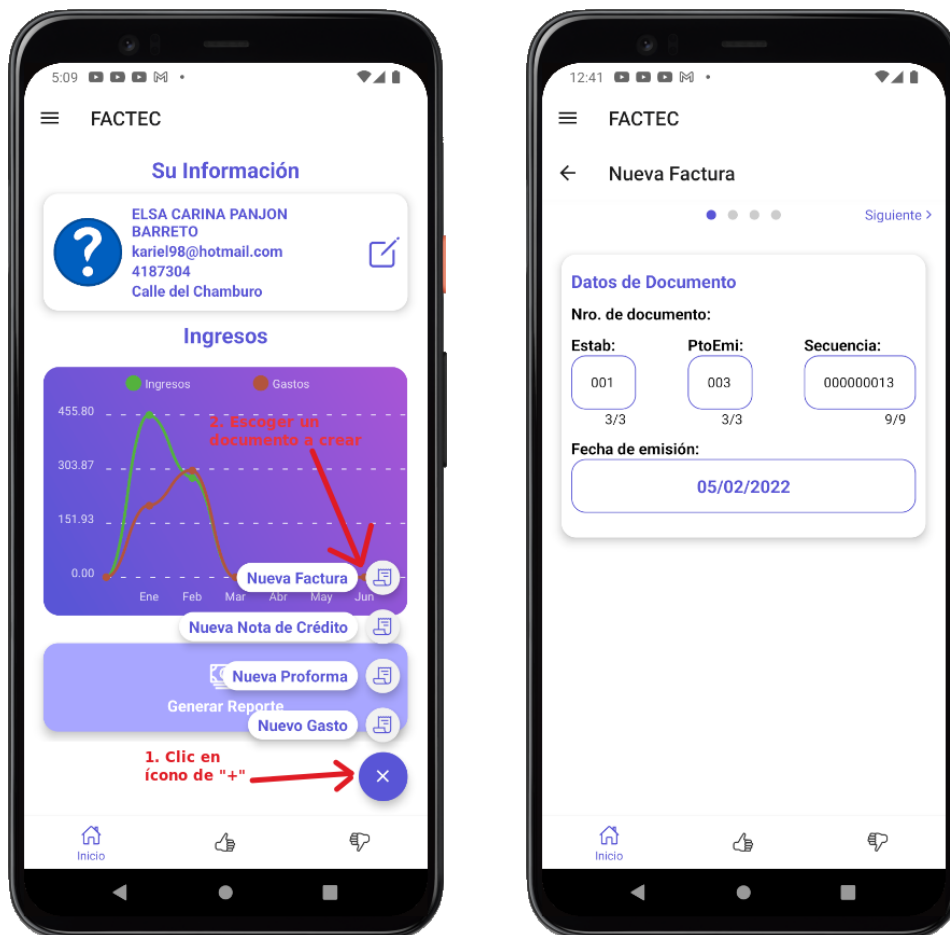 5:09
FACTEC
Su Información
ELSA CARINA PANJON
BARRETO
kariel98@hotmail.com
4187304
Calle del Chamburo
Ingresos
Ingresos
Gastos
455.80
2. Escoger un
documento a crear
303.87
151.93
0.00
Nueva Factura
Ene Feb Mar Abr May Jun
Nueva Nota de Crédito
Nueva Proforma
Generar Reporte
Nuevo Gasto
1. Clic en
ícono de "+"
Inicio
12:41
FACTEC
Nueva Factura
Siguiente >
Datos de Documento
Nro. de documento:
Estab: PtoEmi: Secuencia:
001 003 000000013
3/3 3/3 9/9
Fecha de emisión:
05/02/2022
Inicio